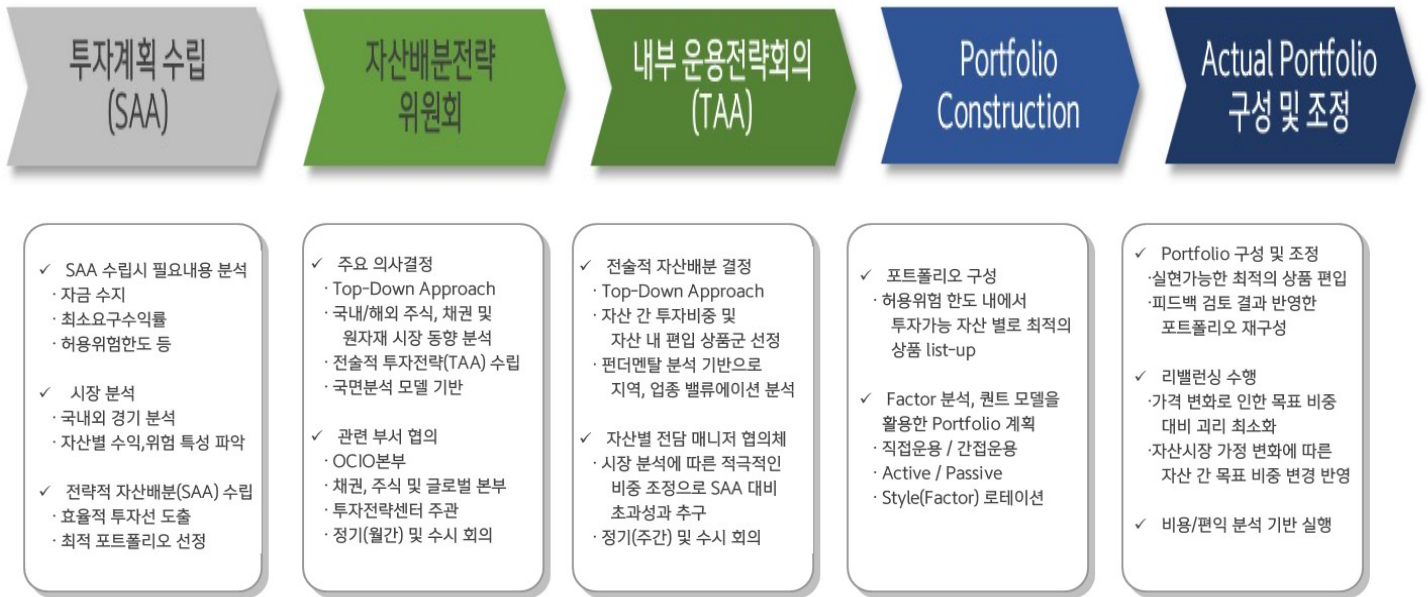 투자계획 수립
(SAA)
자산배분전략
위원회
내부 운용전략회의
(TAA)
Portfolio
Construction
Actual Portfolio
구성 및 조정
✓ SAA 수립시 필요내용 분석
· 자금 수지
· 최소요구수익률
· 허용위험한도 등
✓ 시장 분석
· 국내외 경기 분석
· 자산별 수익,위험 특성 파악
✓ 전략적 자산배분(SAA) 수립
· 효율적 투자선 도출
· 최적 포트폴리오 선정
✓ 주요 의사결정
· Top-Down Approach
· 국내/해외 주식, 채권 및
원자재 시장 동향 분석
· 전술적 투자전략(TAA) 수립
· 국면분석 모델 기반
✓ 관련 부서 협의
· OCIO본부
· 채권, 주식 및 글로벌 본부
· 투자전략센터 주관
· 정기(월간) 및 수시 회의
✓ 전술적 자산배분 결정
· Top-Down Approach
· 자산 간 투자비중 및
자산 내 편입 상품군 선정
· 펀더멘탈 분석 기반으로
지역, 업종 밸류에이션 분석
✓ 자산별 전담 매니저 협의체
· 시장 분석에 따른 적극적인
비중 조정으로 SAA 대비
초과성과 추구
· 정기(주간) 및 수시 회의
✓ 포트폴리오 구성
· 허용위험 한도 내에서
투자가능 자산 별로 최적의
상품 list-up
✓ Factor 분석, 퀀트 모델을
활용한 Portfolio 계획
· 직접운용 / 간접운용
· Active / Passive
· Style(Factor) 로테이션
✓ Portfolio 구성 및 조정
·실현가능한 최적의 상품 편입
·피드백 검토 결과 반영한
포트폴리오 재구성
✓ 리밸런싱 수행
·가격 변화로 인한 목표 비중
대비 괴리 최소화
·자산시장 가정 변화에 따른
자산 간 목표 비중 변경 반영
✓ 비용/편익 분석 기반 실행